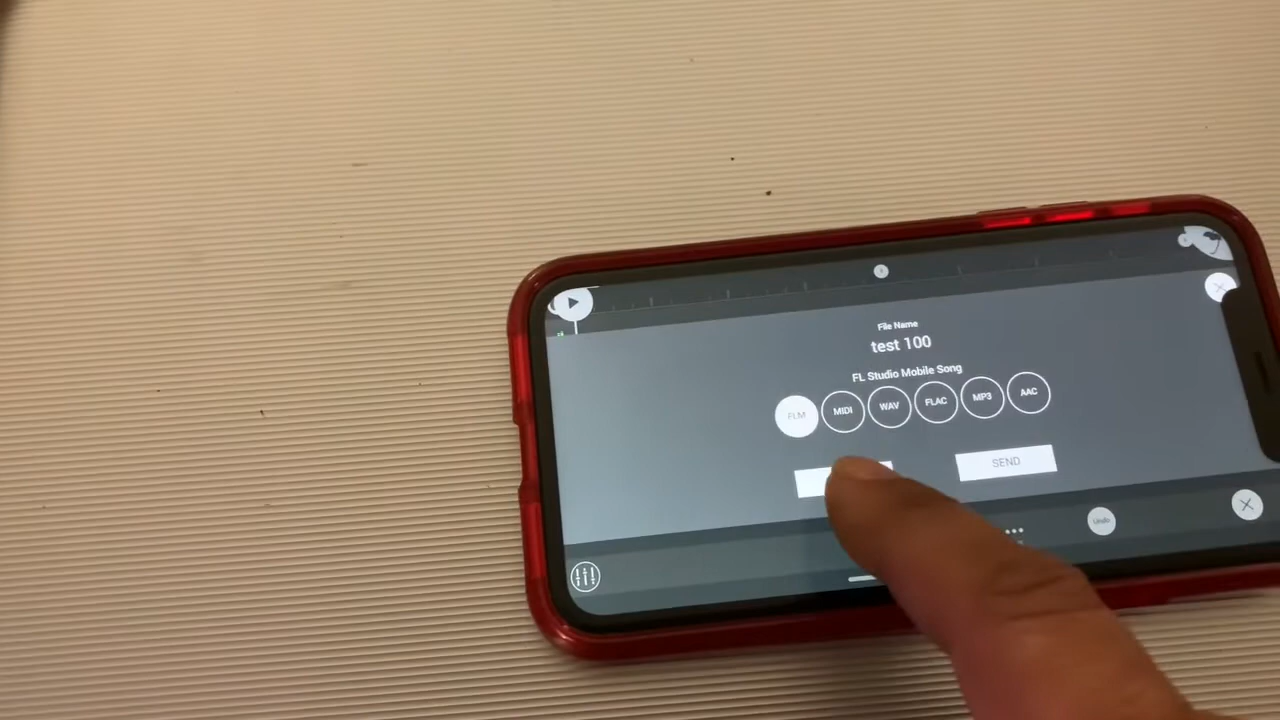 File Name
test 100
FL Studio Mobile Song
FLM MIDI WAV FLAC MP3 AAC
SEND
Undo